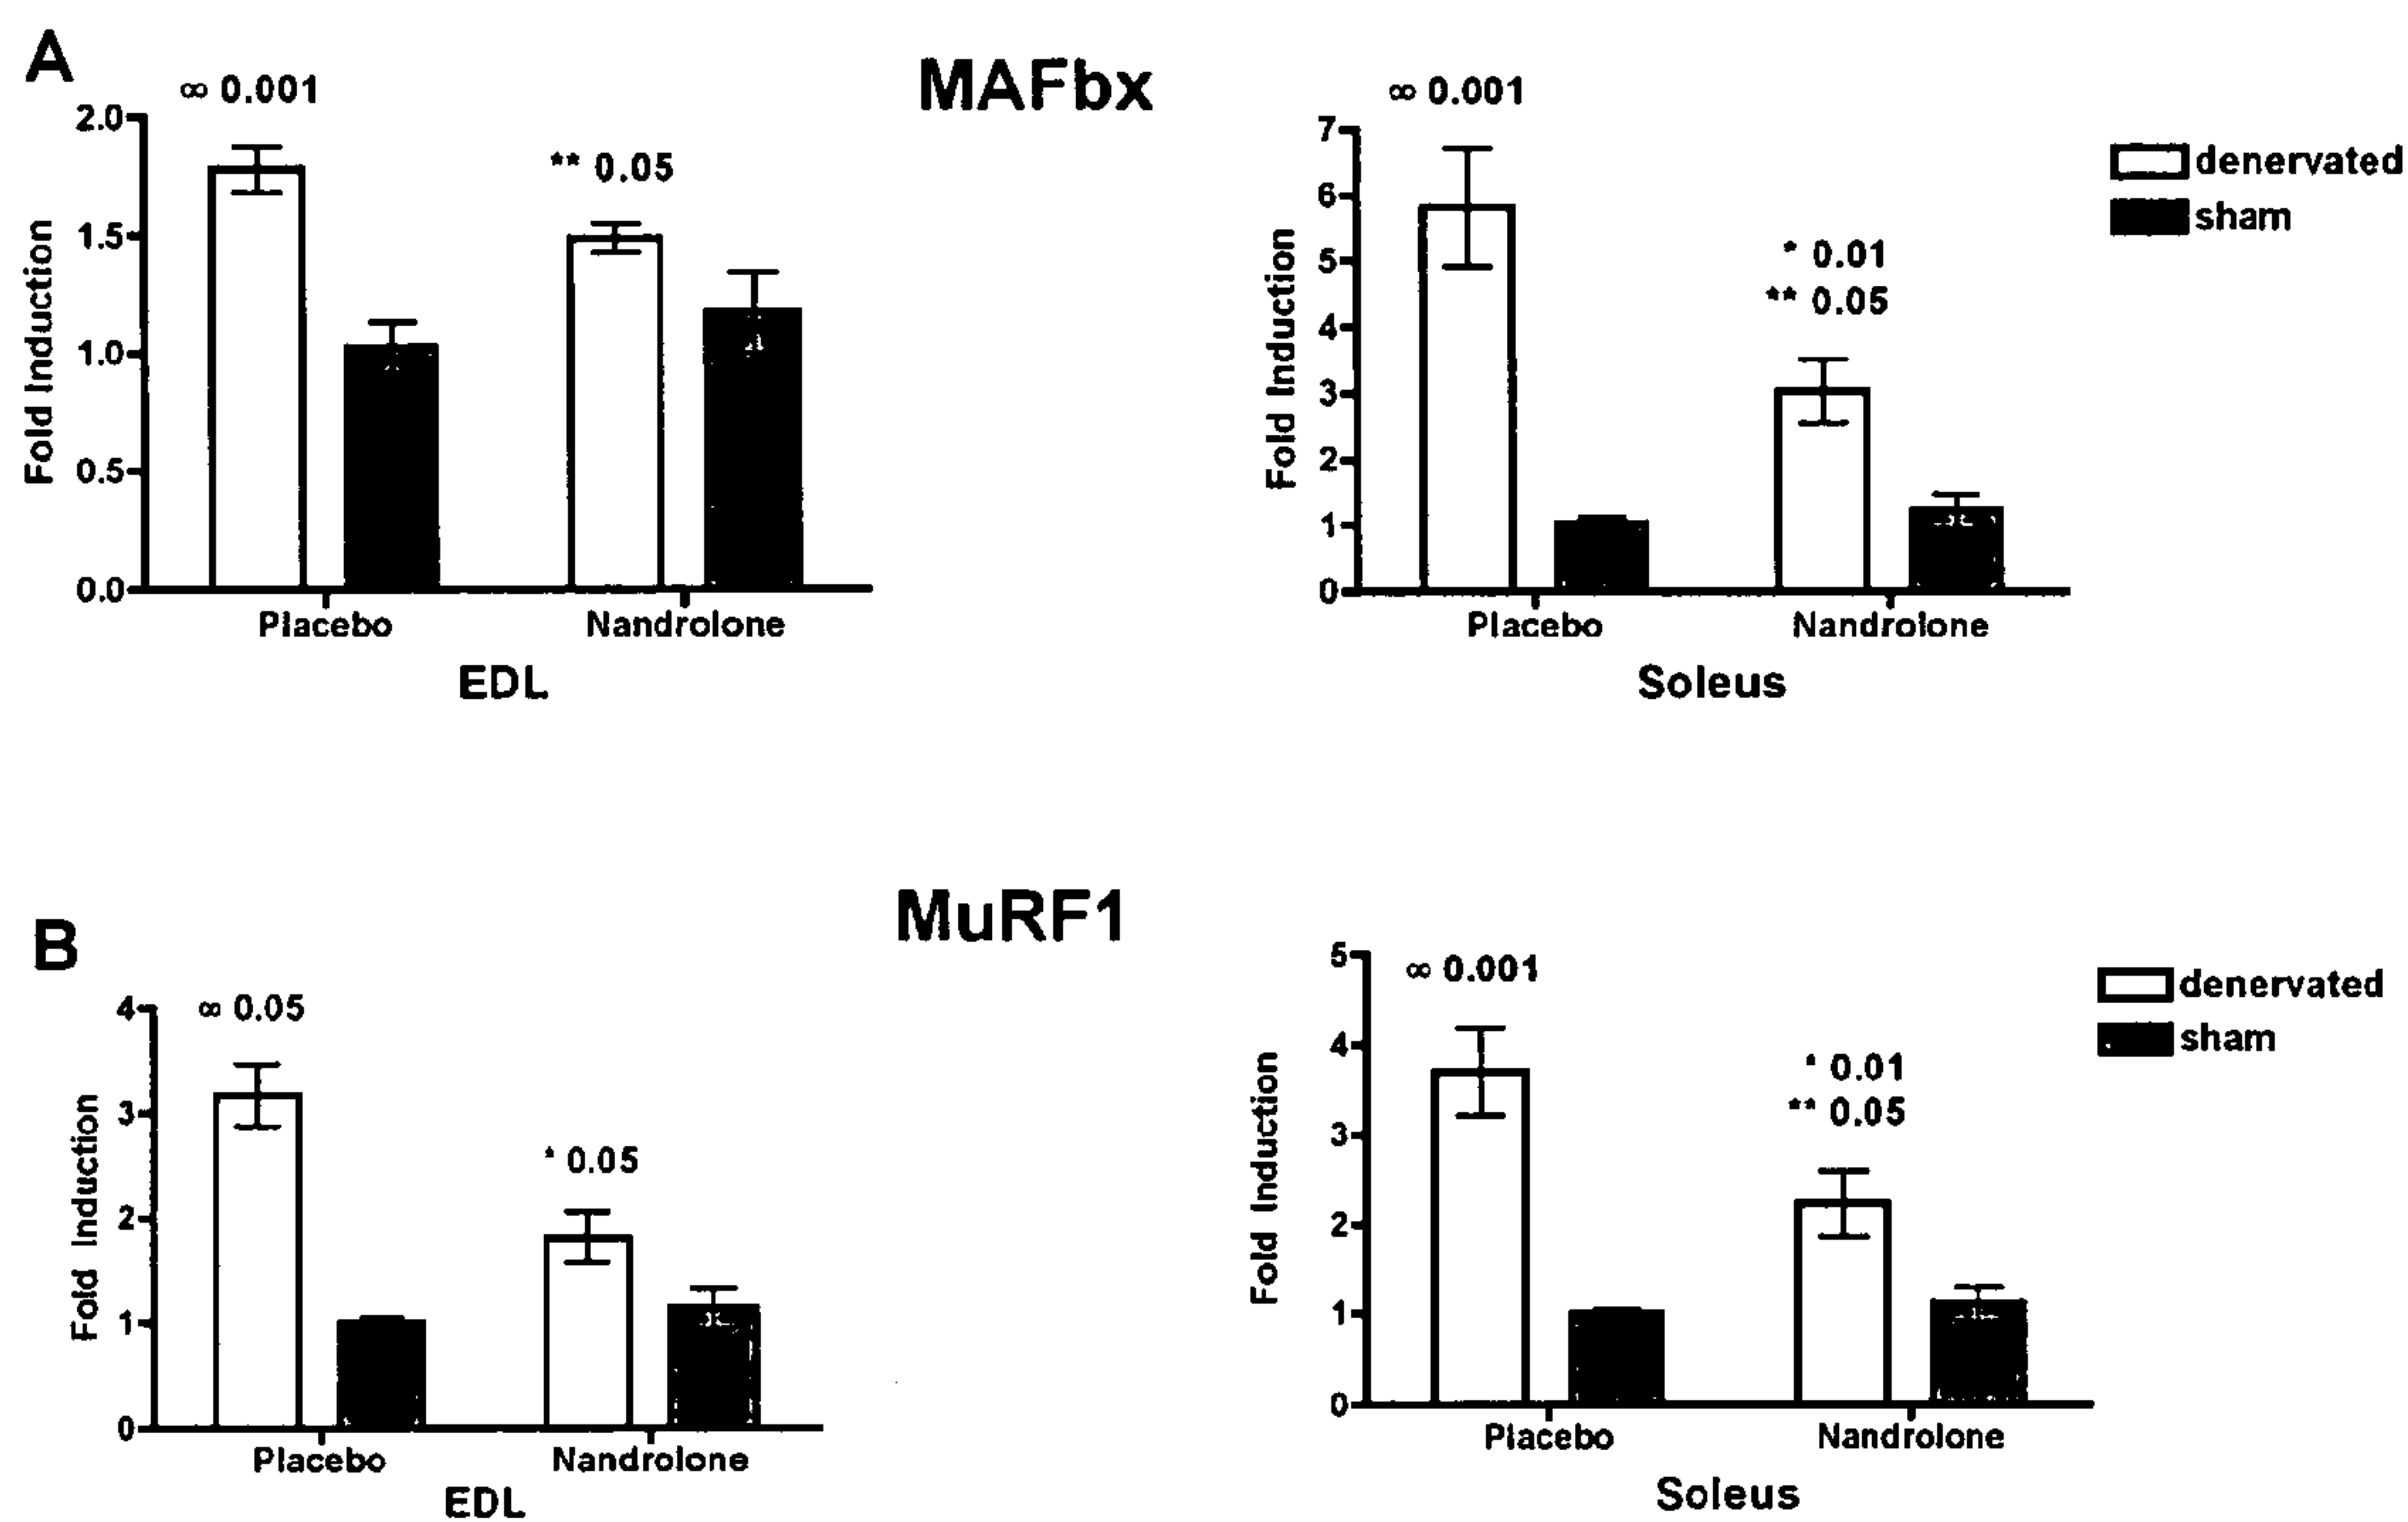 A
MAFbx
∞ 0.001
** 0.05
2.0
1.5
1.0
0.5
0.0
Fold Induction
Placebo
Nandrolone
EDL
∞ 0.001
* 0.01
** 0.05
7
6
5
4
3
2
1
0
Fold Induction
Placebo
Nandrolone
Soleus
denervated
sham
B
MuRF1
∞ 0.05
* 0.05
4
3
2
1
0
Fold Induction
Placebo
Nandrolone
EDL
∞ 0.001
* 0.01
** 0.05
5
4
3
2
1
0
Fold Induction
Placebo
Nandrolone
Soleus
denervated
sham